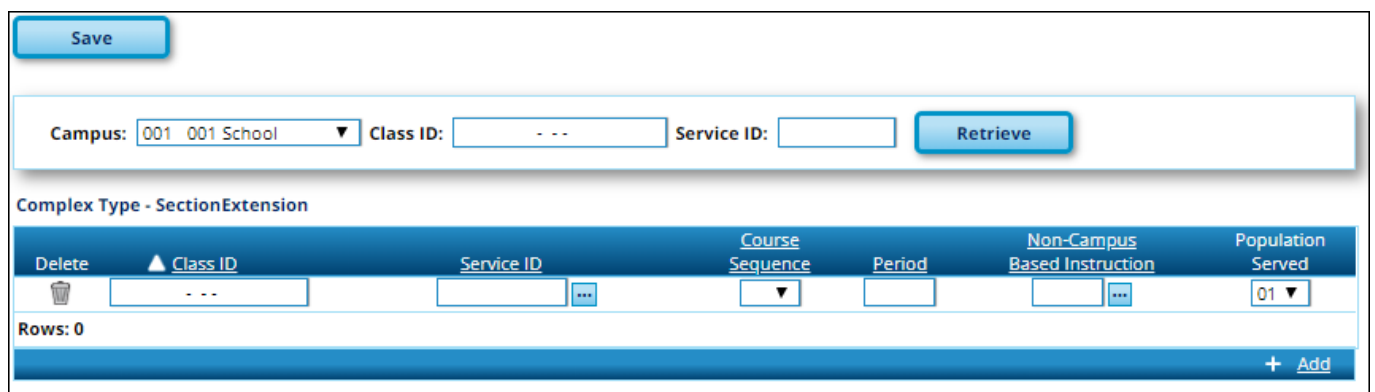 Save
Campus: 001 001 School ▼ Class ID: - - - Service ID: Retrieve
Complex Type - SectionExtension
Delete Class ID Service ID Course Sequence Period Non-Campus Based Instruction Population Served
- - - ... ▼ ... 01 ▼
Rows: 0
+ Add